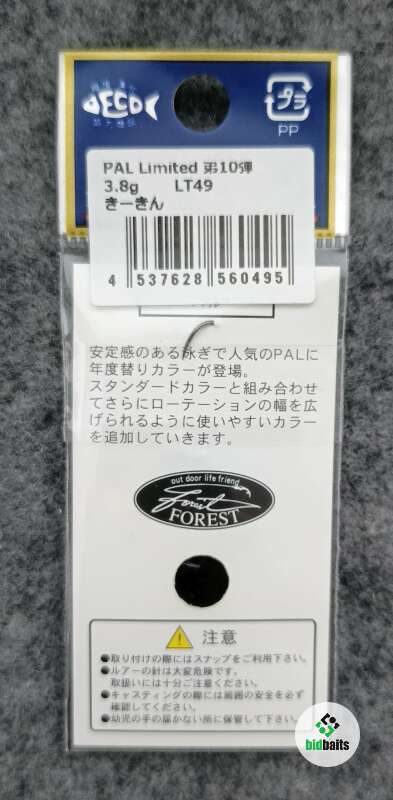 DECO
プラ
PP
PAL Limited 第10弾
3.8g LT49
きーきん
4 537628 560495
安定感のある泳ぎで人気のPALに
年度替りカラーが登場。
スタンダードカラーと組み合わせ
てさらにローテーションの幅を広
げられるように使いやすいカラー
を追加していきます。
out door life friend
Forest
FOREST
注意
●取り付けの際にはスナップをご利用下さい。
●ルアーの針は大変危険です。
取扱いには十分ご注意ください。
●キャスティングの際には周囲の安全を必ず
確認してください。
●幼児の手の届かない所に保管して下さい。
bidbaits